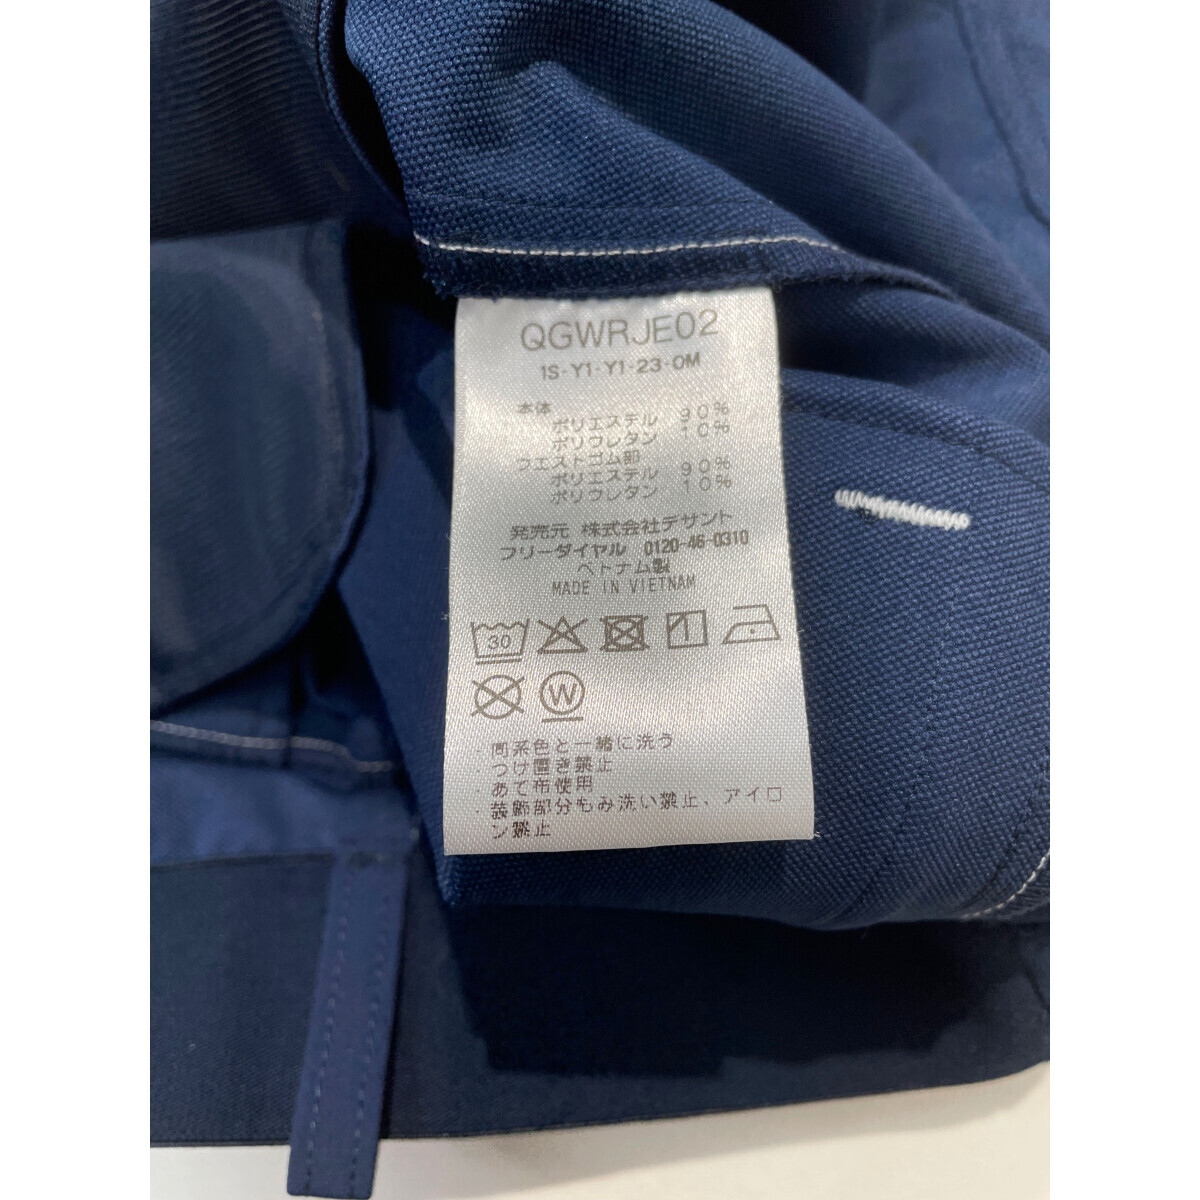 QGWRJE02
1S-Y1-Y1-23-0M
本体
ポリエステル 90%
ポリウレタン 10%
ウエストゴム部
ポリエステル 90%
ポリウレタン 10%
発売元 株式会社デサント
フリーダイヤル 0120-46-0310
ベトナム製
MADE IN VIETNAM
30
W
・同系色と一緒に洗う
・つけ置き禁止
・あて布使用
・装飾部分もみ洗い禁止、アイロ
ン禁止